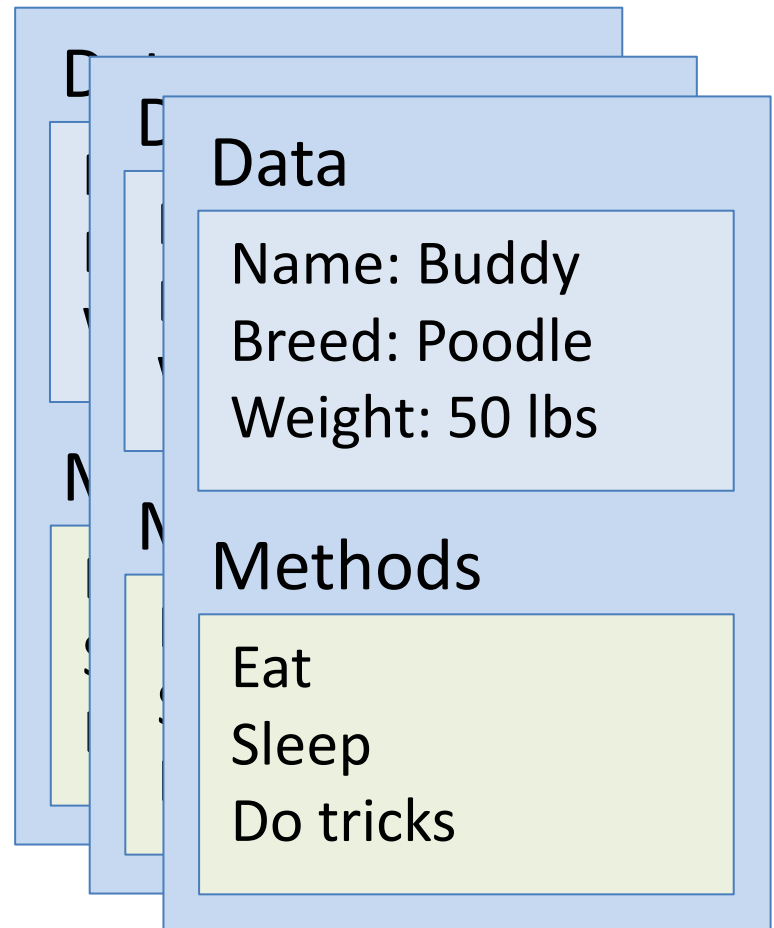 Data
Name: Buddy
Breed: Poodle
Weight: 50 lbs
Methods
Eat
Sleep
Do tricks